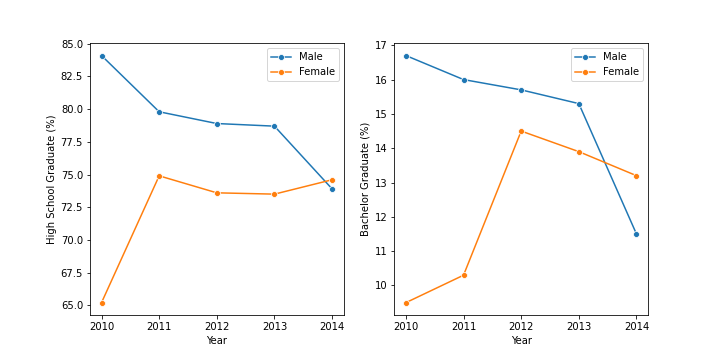 High School Graduate (%)
85.0
82.5
80.0
77.5
75.0
72.5
70.0
67.5
65.0
2010 2011 2012 2013 2014
Year
Male
Female
Bachelor Graduate (%)
17
16
15
14
13
12
11
10
2010 2011 2012 2013 2014
Year
Male
Female